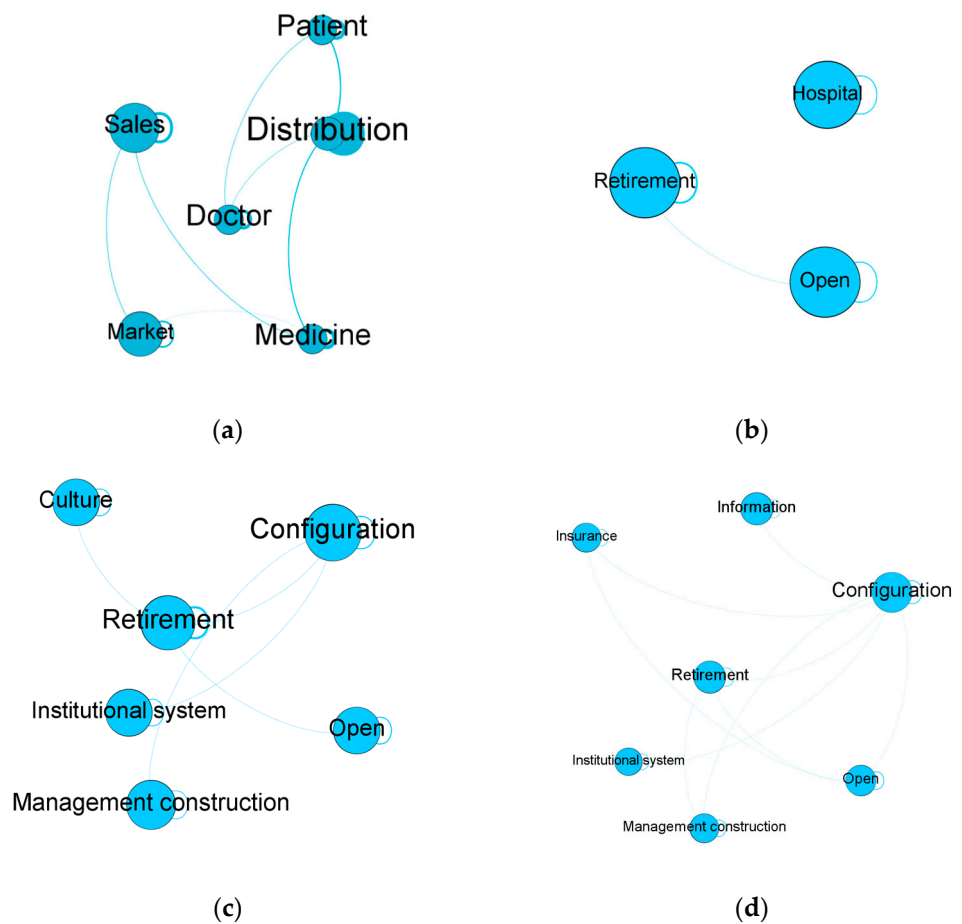 Patient
Sales
Distribution
Doctor
Market
Medicine
(a)
Hospital
Retirement
Open
(b)
Culture
Configuration
Retirement
Institutional system
Open
Management construction
(c)
Information
Insurance
Configuration
Retirement
Institutional system
Open
Management construction
(d)